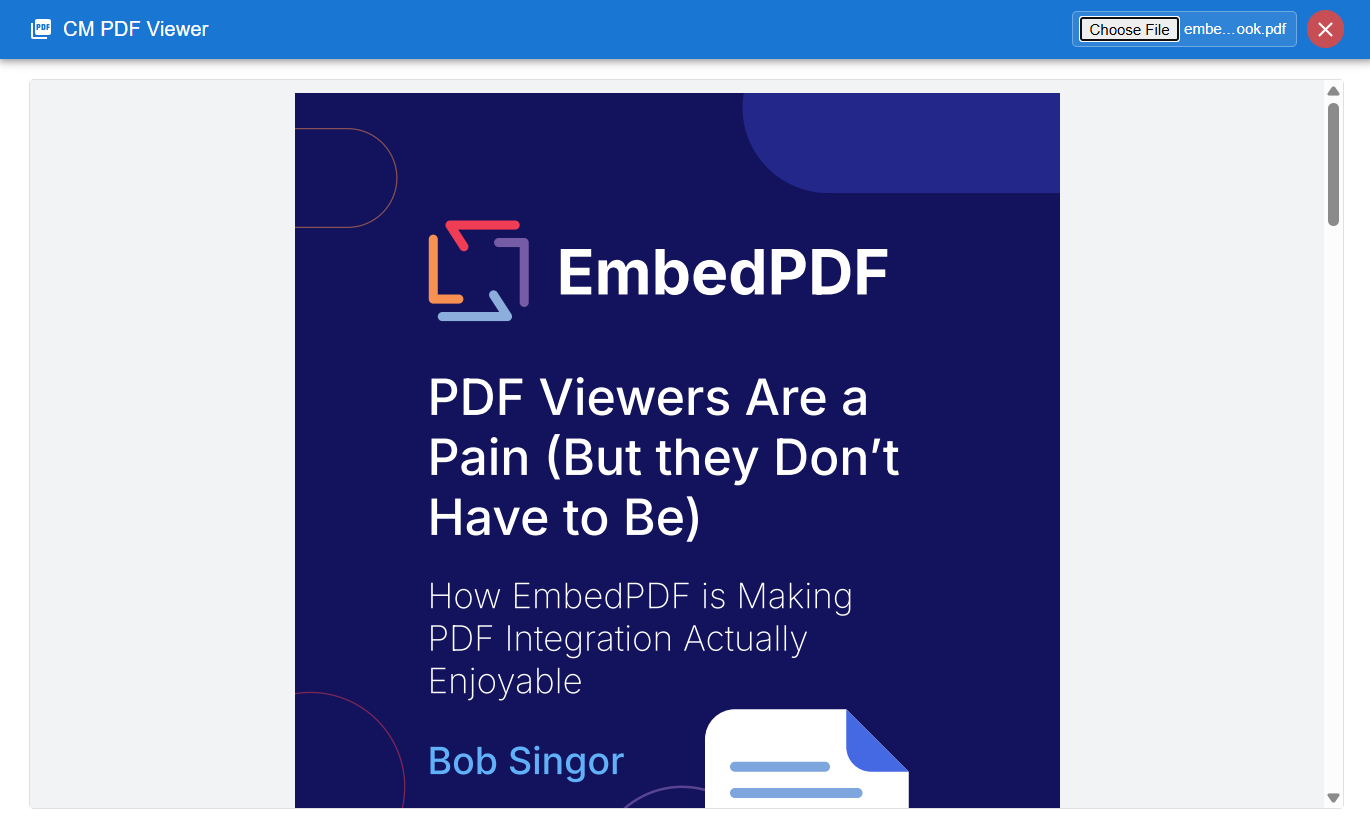 PDF CM PDF Viewer
Choose File embe...ook.pdf
EmbedPDF
PDF Viewers Are a
Pain (But they Don’t
Have to Be)
How EmbedPDF is Making
PDF Integration Actually
Enjoyable
Bob Singor